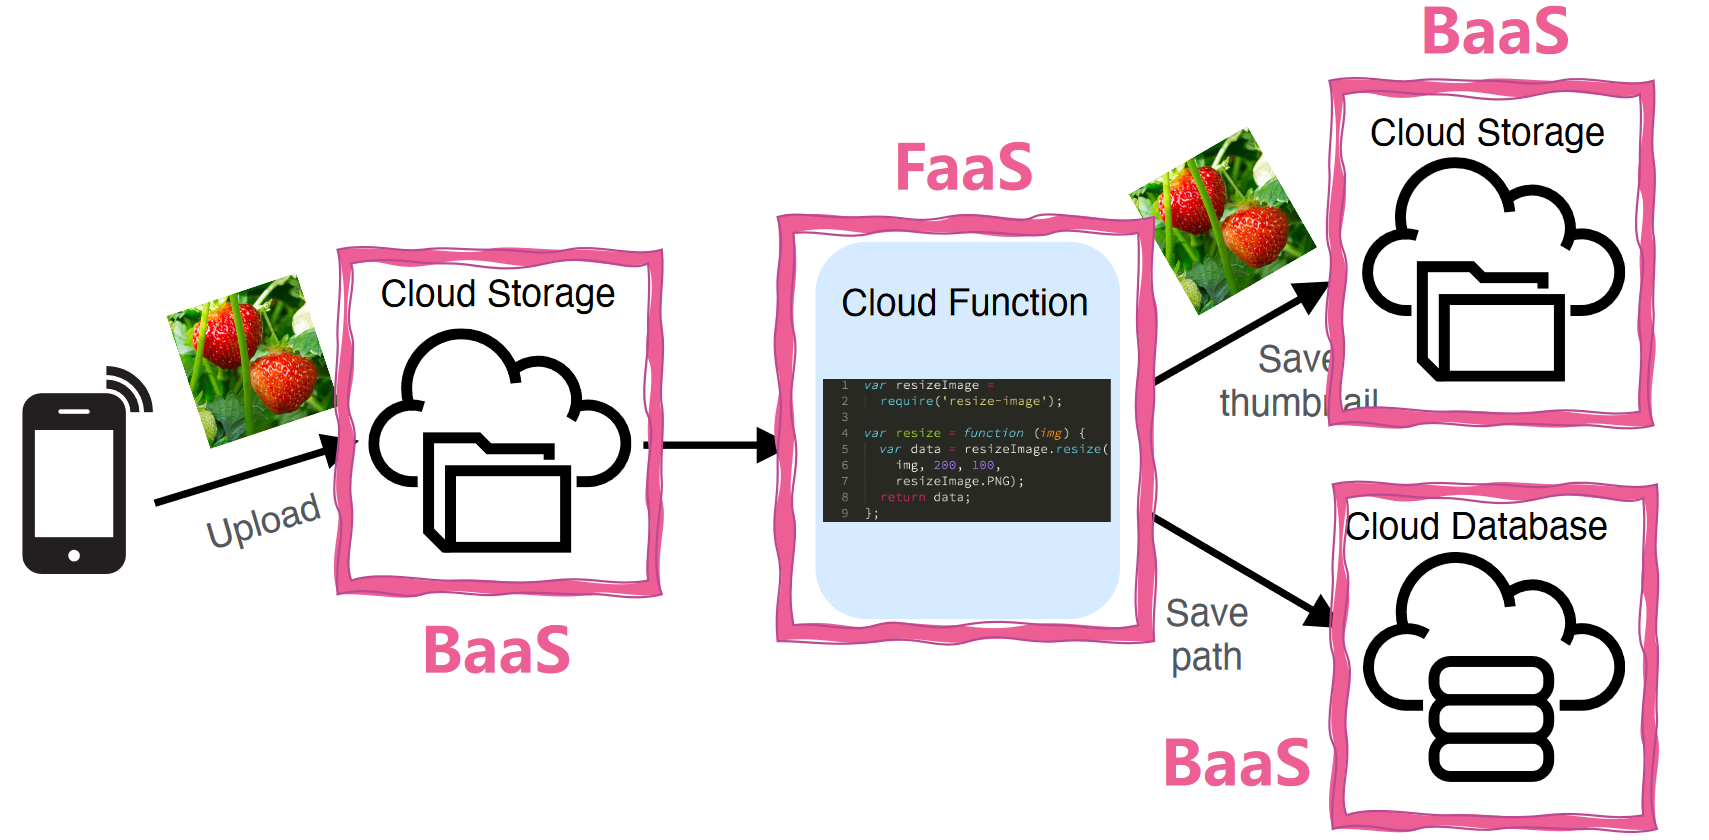 BaaS
Cloud Storage
FaaS
Cloud Storage
Cloud Function
Save
thumbnail
1 var resizeImage =
2 require('resize-image');
3
4 var resize = function (img) {
5 var data = resizeImage.resize(
6 img, 200, 100,
7 resizeImage.PNG);
8 return data;
9 };
Upload
Cloud Database
Save
path
BaaS
BaaS